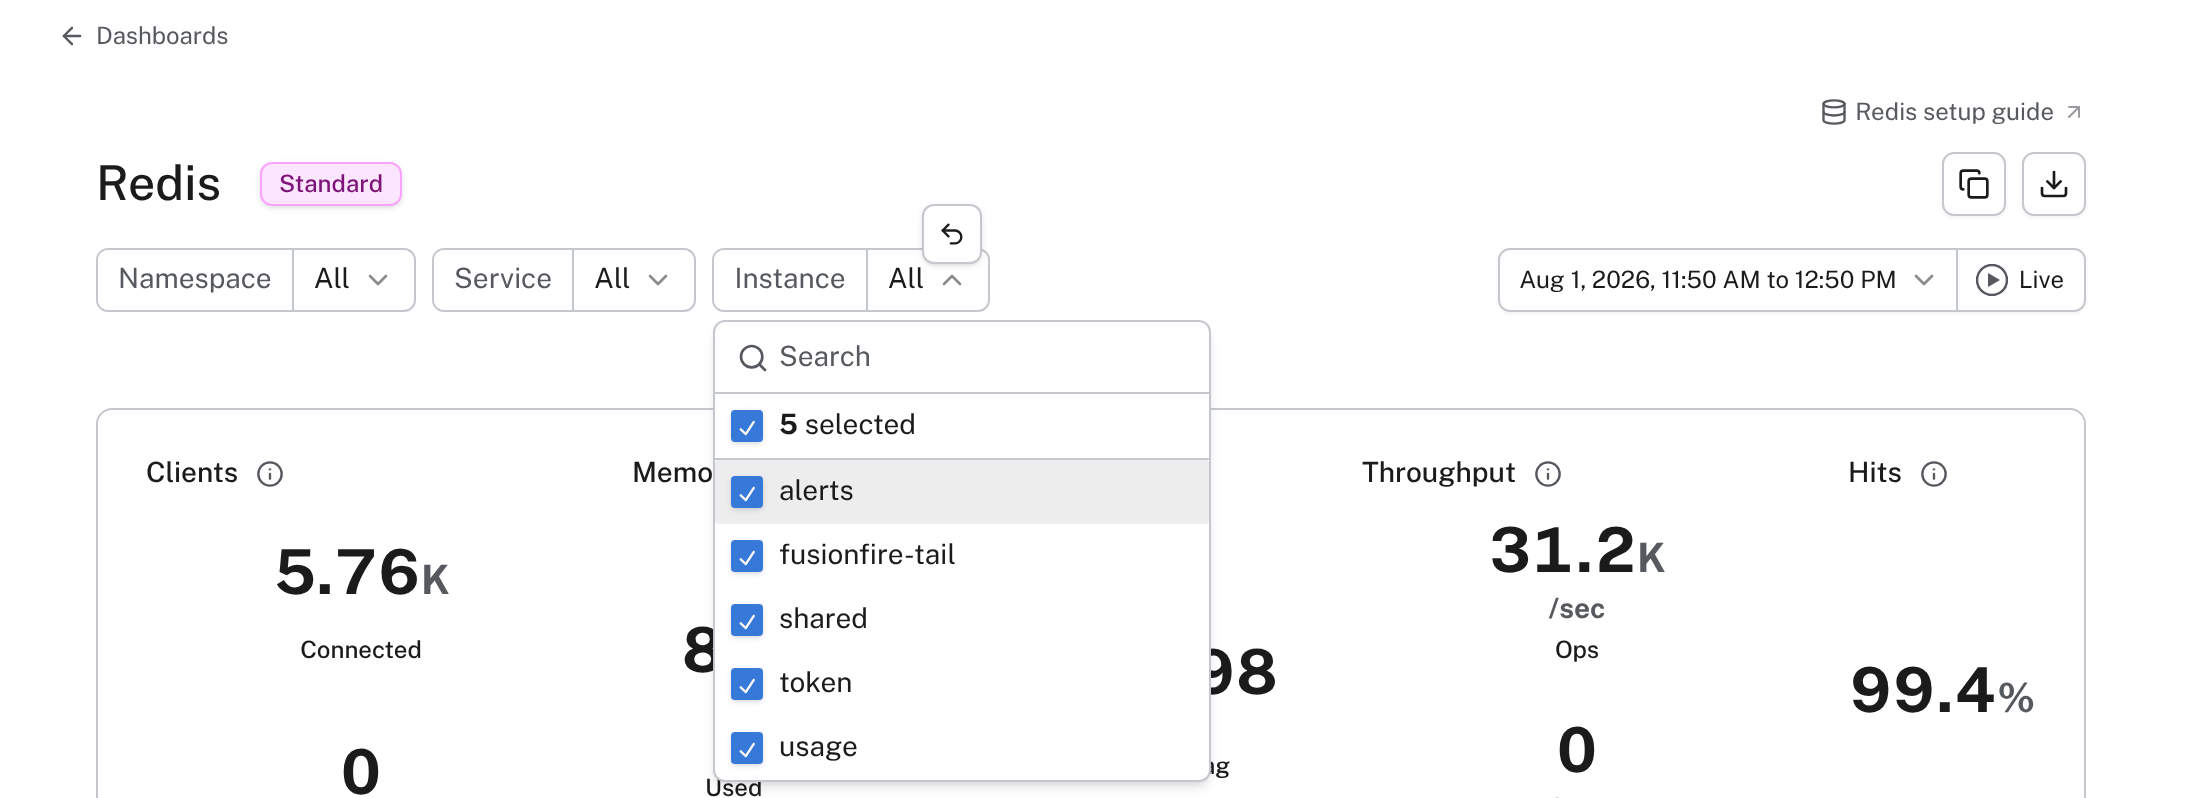 Dashboards
Redis setup guide
Redis
Standard
Namespace All
Service All
Instance All
Aug 1, 2026, 11:50 AM to 12:50 PM
Live
Search
5 selected
alerts
fusionfire-tail
shared
token
usage
Clients
5.76K
Connected
0
Memo
8
Used
98
ag
Throughput
31.2K
/sec
Ops
0
Hits
99.4%